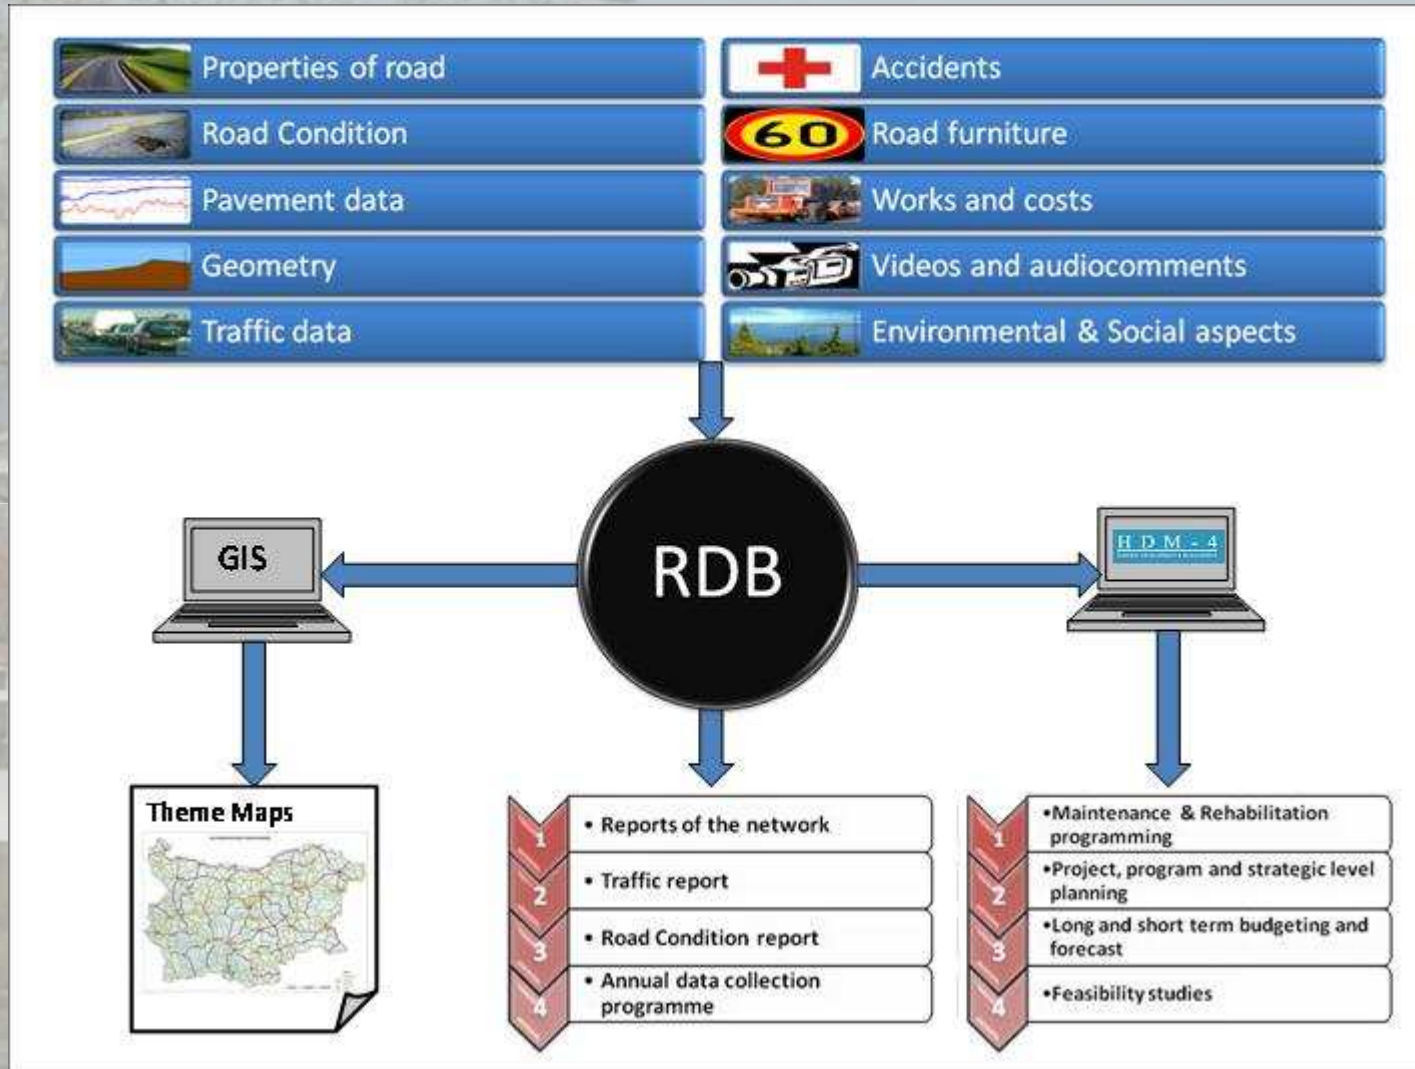 Properties of road
Road Condition
Pavement data
Geometry
Traffic data
Accidents
60
Road furniture
Works and costs
Videos and audiocomments
Environmental & Social aspects
RDB
GIS
HDM-4
Theme Maps
1
• Reports of the network
2
• Traffic report
3
• Road Condition report
4
• Annual data collection
programme
1
•Maintenance & Rehabilitation
programming
2
•Project, program and strategic level
planning
3
•Long and short term budgeting and
forecast
4
•Feasibility studies